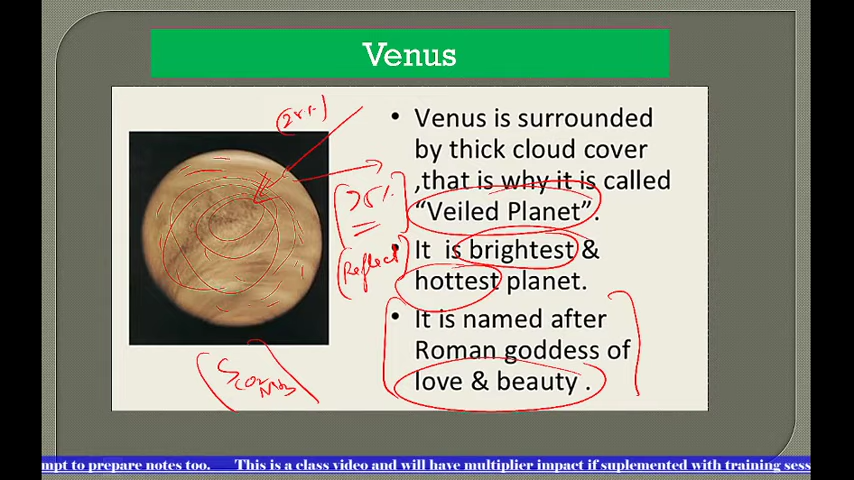 Venus
• Venus is surrounded
by thick cloud cover
,that is why it is called
“Veiled Planet”.
• It is brightest &
hottest planet.
• It is named after
Roman goddess of
love & beauty .
(Reflect)
mpt to prepare notes too. This is a class video and will have multiplier impact if suplemented with training sess